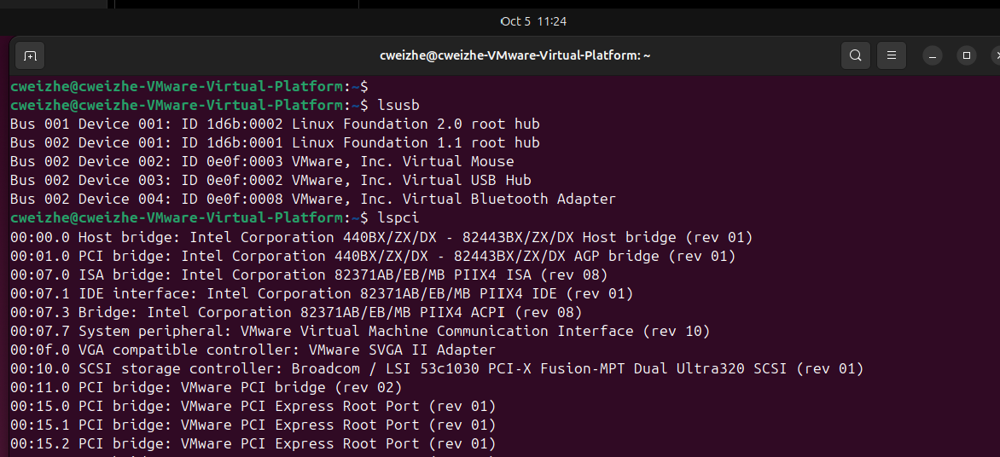 Oct 5 11:24
cweizhe@cweizhe-VMware-Virtual-Platform: ~
cweizhe@cweizhe-VMware-Virtual-Platform:~$
cweizhe@cweizhe-VMware-Virtual-Platform:~$ lsusb
Bus 001 Device 001: ID 1d6b:0002 Linux Foundation 2.0 root hub
Bus 002 Device 001: ID 1d6b:0001 Linux Foundation 1.1 root hub
Bus 002 Device 002: ID 0e0f:0003 VMware, Inc. Virtual Mouse
Bus 002 Device 003: ID 0e0f:0002 VMware, Inc. Virtual USB Hub
Bus 002 Device 004: ID 0e0f:0008 VMware, Inc. Virtual Bluetooth Adapter
cweizhe@cweizhe-VMware-Virtual-Platform:~$ lspci
00:00.0 Host bridge: Intel Corporation 440BX/ZX/DX - 82443BX/ZX/DX Host bridge (rev 01)
00:01.0 PCI bridge: Intel Corporation 440BX/ZX/DX - 82443BX/ZX/DX AGP bridge (rev 01)
00:07.0 ISA bridge: Intel Corporation 82371AB/EB/MB PIIX4 ISA (rev 08)
00:07.1 IDE interface: Intel Corporation 82371AB/EB/MB PIIX4 IDE (rev 01)
00:07.3 Bridge: Intel Corporation 82371AB/EB/MB PIIX4 ACPI (rev 08)
00:07.7 System peripheral: VMware Virtual Machine Communication Interface (rev 10)
00:0f.0 VGA compatible controller: VMware SVGA II Adapter
00:10.0 SCSI storage controller: Broadcom / LSI 53c1030 PCI-X Fusion-MPT Dual Ultra320 SCSI (rev 01)
00:11.0 PCI bridge: VMware PCI bridge (rev 02)
00:15.0 PCI bridge: VMware PCI Express Root Port (rev 01)
00:15.1 PCI bridge: VMware PCI Express Root Port (rev 01)
00:15.2 PCI bridge: VMware PCI Express Root Port (rev 01)